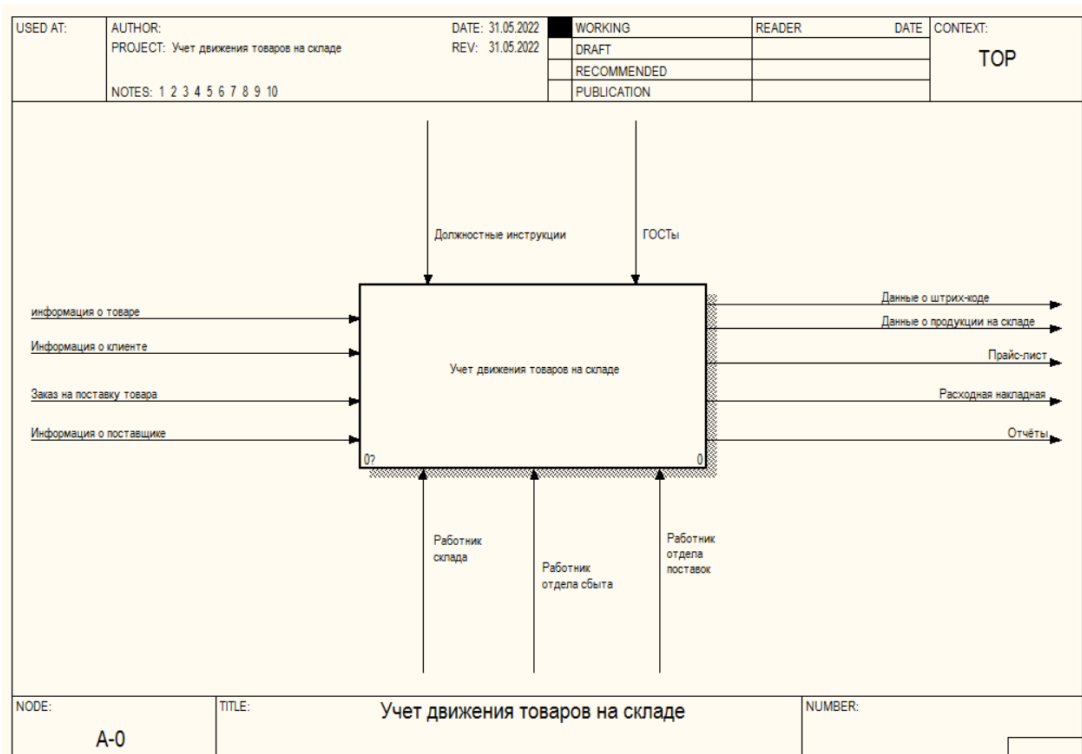 USED AT:
AUTHOR:
DATE: 31.05.2022
WORKING
READER
DATE
CONTEXT:
PROJECT: Учет движения товаров на складе
REV: 31.05.2022
DRAFT
TOP
RECOMMENDED
NOTES: 1 2 3 4 5 6 7 8 9 10
PUBLICATION
Должностные инструкции
ГОСТы
информация о товаре
Информация о клиенте
Заказ на поставку товара
Информация о поставщике
Учет движения товаров на складе
0?
0
Данные о штрих-коде
Данные о продукции на складе
Прайс-лист
Расходная накладная
Отчёты
Работник
склада
Работник
отдела сбыта
Работник
отдела
поставок
NODE:
A-0
TITLE:
Учет движения товаров на складе
NUMBER: